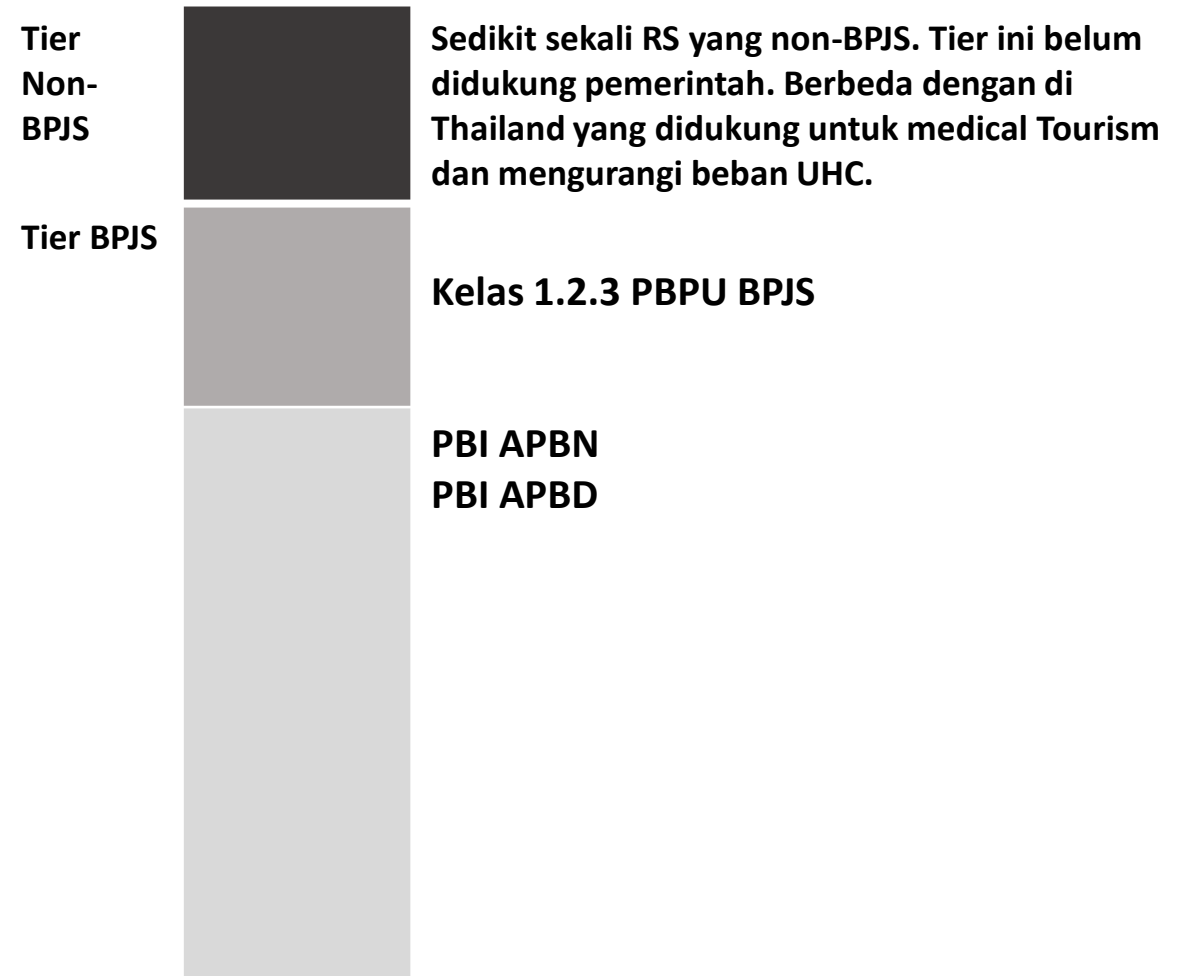 Tier
Non-
BPJS
Sedikit sekali RS yang non-BPJS. Tier ini belum
didukung pemerintah. Berbeda dengan di
Thailand yang didukung untuk medical Tourism
dan mengurangi beban UHC.
Tier BPJS
Kelas 1.2.3 PBPU BPJS
PBI APBN
PBI APBD